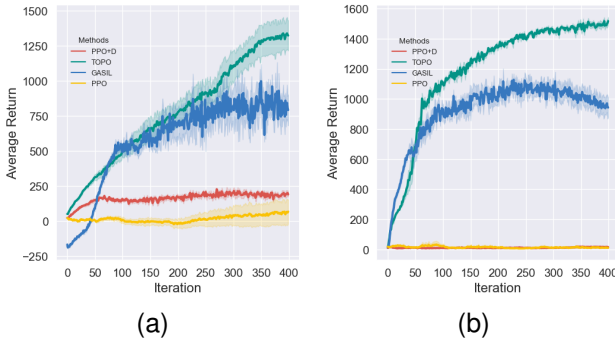 1500
1250
1000
750
500
250
0
−250
Average Return
Methods
PPO+D
TOPO
GASIL
PPO
0 50 100 150 200 250 300 350 400
Iteration
(a)
1600
1400
1200
1000
800
600
400
200
0
Average Return
Methods
PPO+D
TOPO
GASIL
PPO
0 50 100 150 200 250 300 350 400
Iteration
(b)